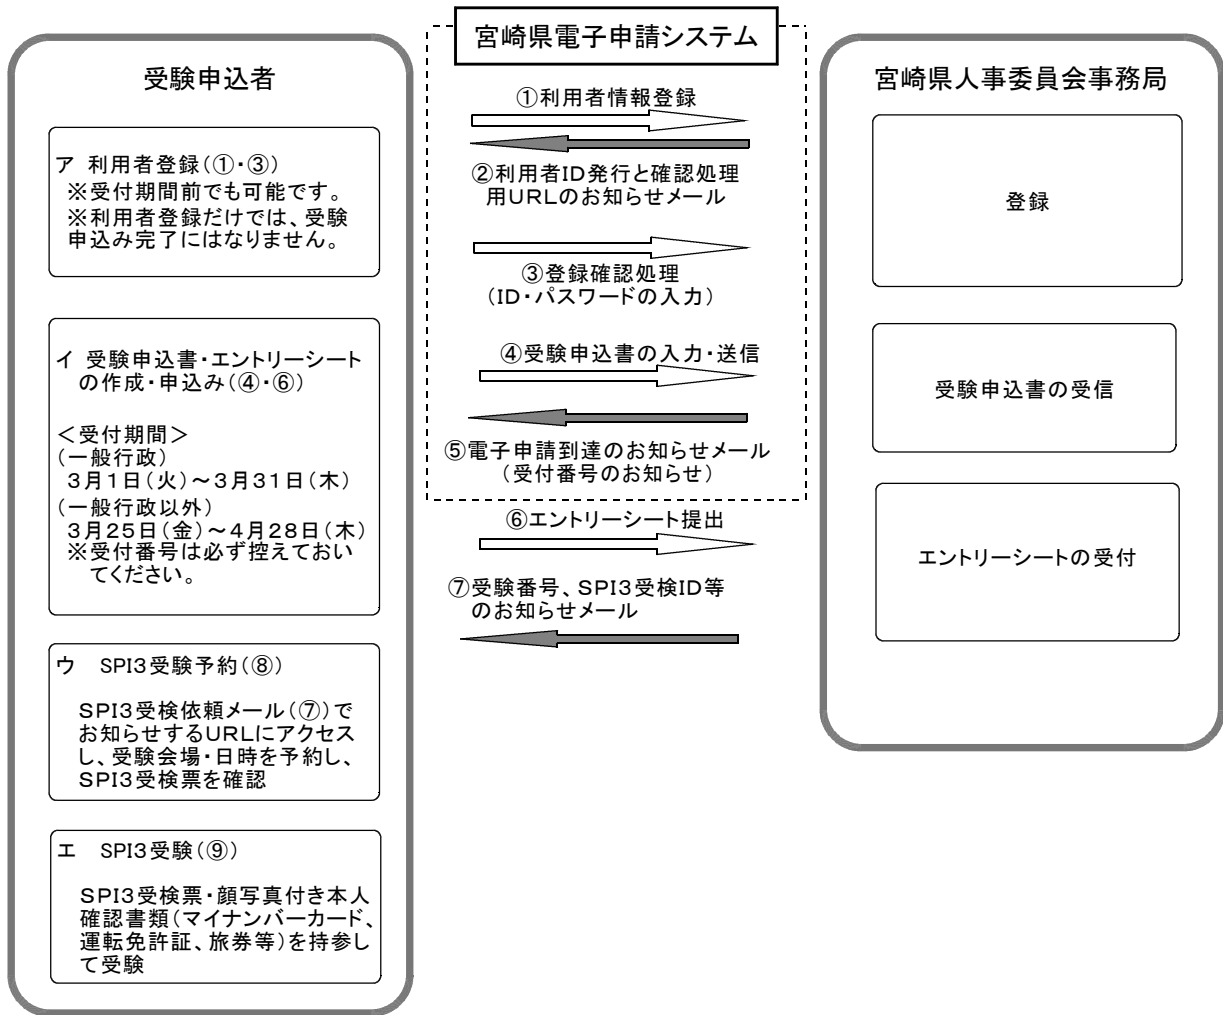 宮崎県電子申請システム
受験申込者
ア 利用者登録(①・③)
※受付期間前でも可能です。
※利用者登録だけでは、受験
申込み完了にはなりません。
イ 受験申込書・エントリーシート
の作成・申込み(④・⑥)
＜受付期間＞
(一般行政)
3月1日(火)～3月31日(木)
(一般行政以外)
3月25日(金)～4月28日(木)
※受付番号は必ず控えておい
てください。
ウ SPI3受験予約(⑧)
SPI3受検依頼メール(⑦)で
お知らせするURLにアクセス
し、受験会場・日時を予約し、
SPI3受検票を確認
エ SPI3受験(⑨)
SPI3受検票・顔写真付き本人
確認書類(マイナンバーカード、
運転免許証、旅券等)を持参し
て受験
①利用者情報登録
②利用者ID発行と確認処理
用URLのお知らせメール
③登録確認処理
(ID・パスワードの入力)
④受験申込書の入力・送信
⑤電子申請到達のお知らせメール
(受付番号のお知らせ)
⑥エントリーシート提出
⑦受験番号、SPI3受検ID等
のお知らせメール
宮崎県人事委員会事務局
登録
受験申込書の受信
エントリーシートの受付